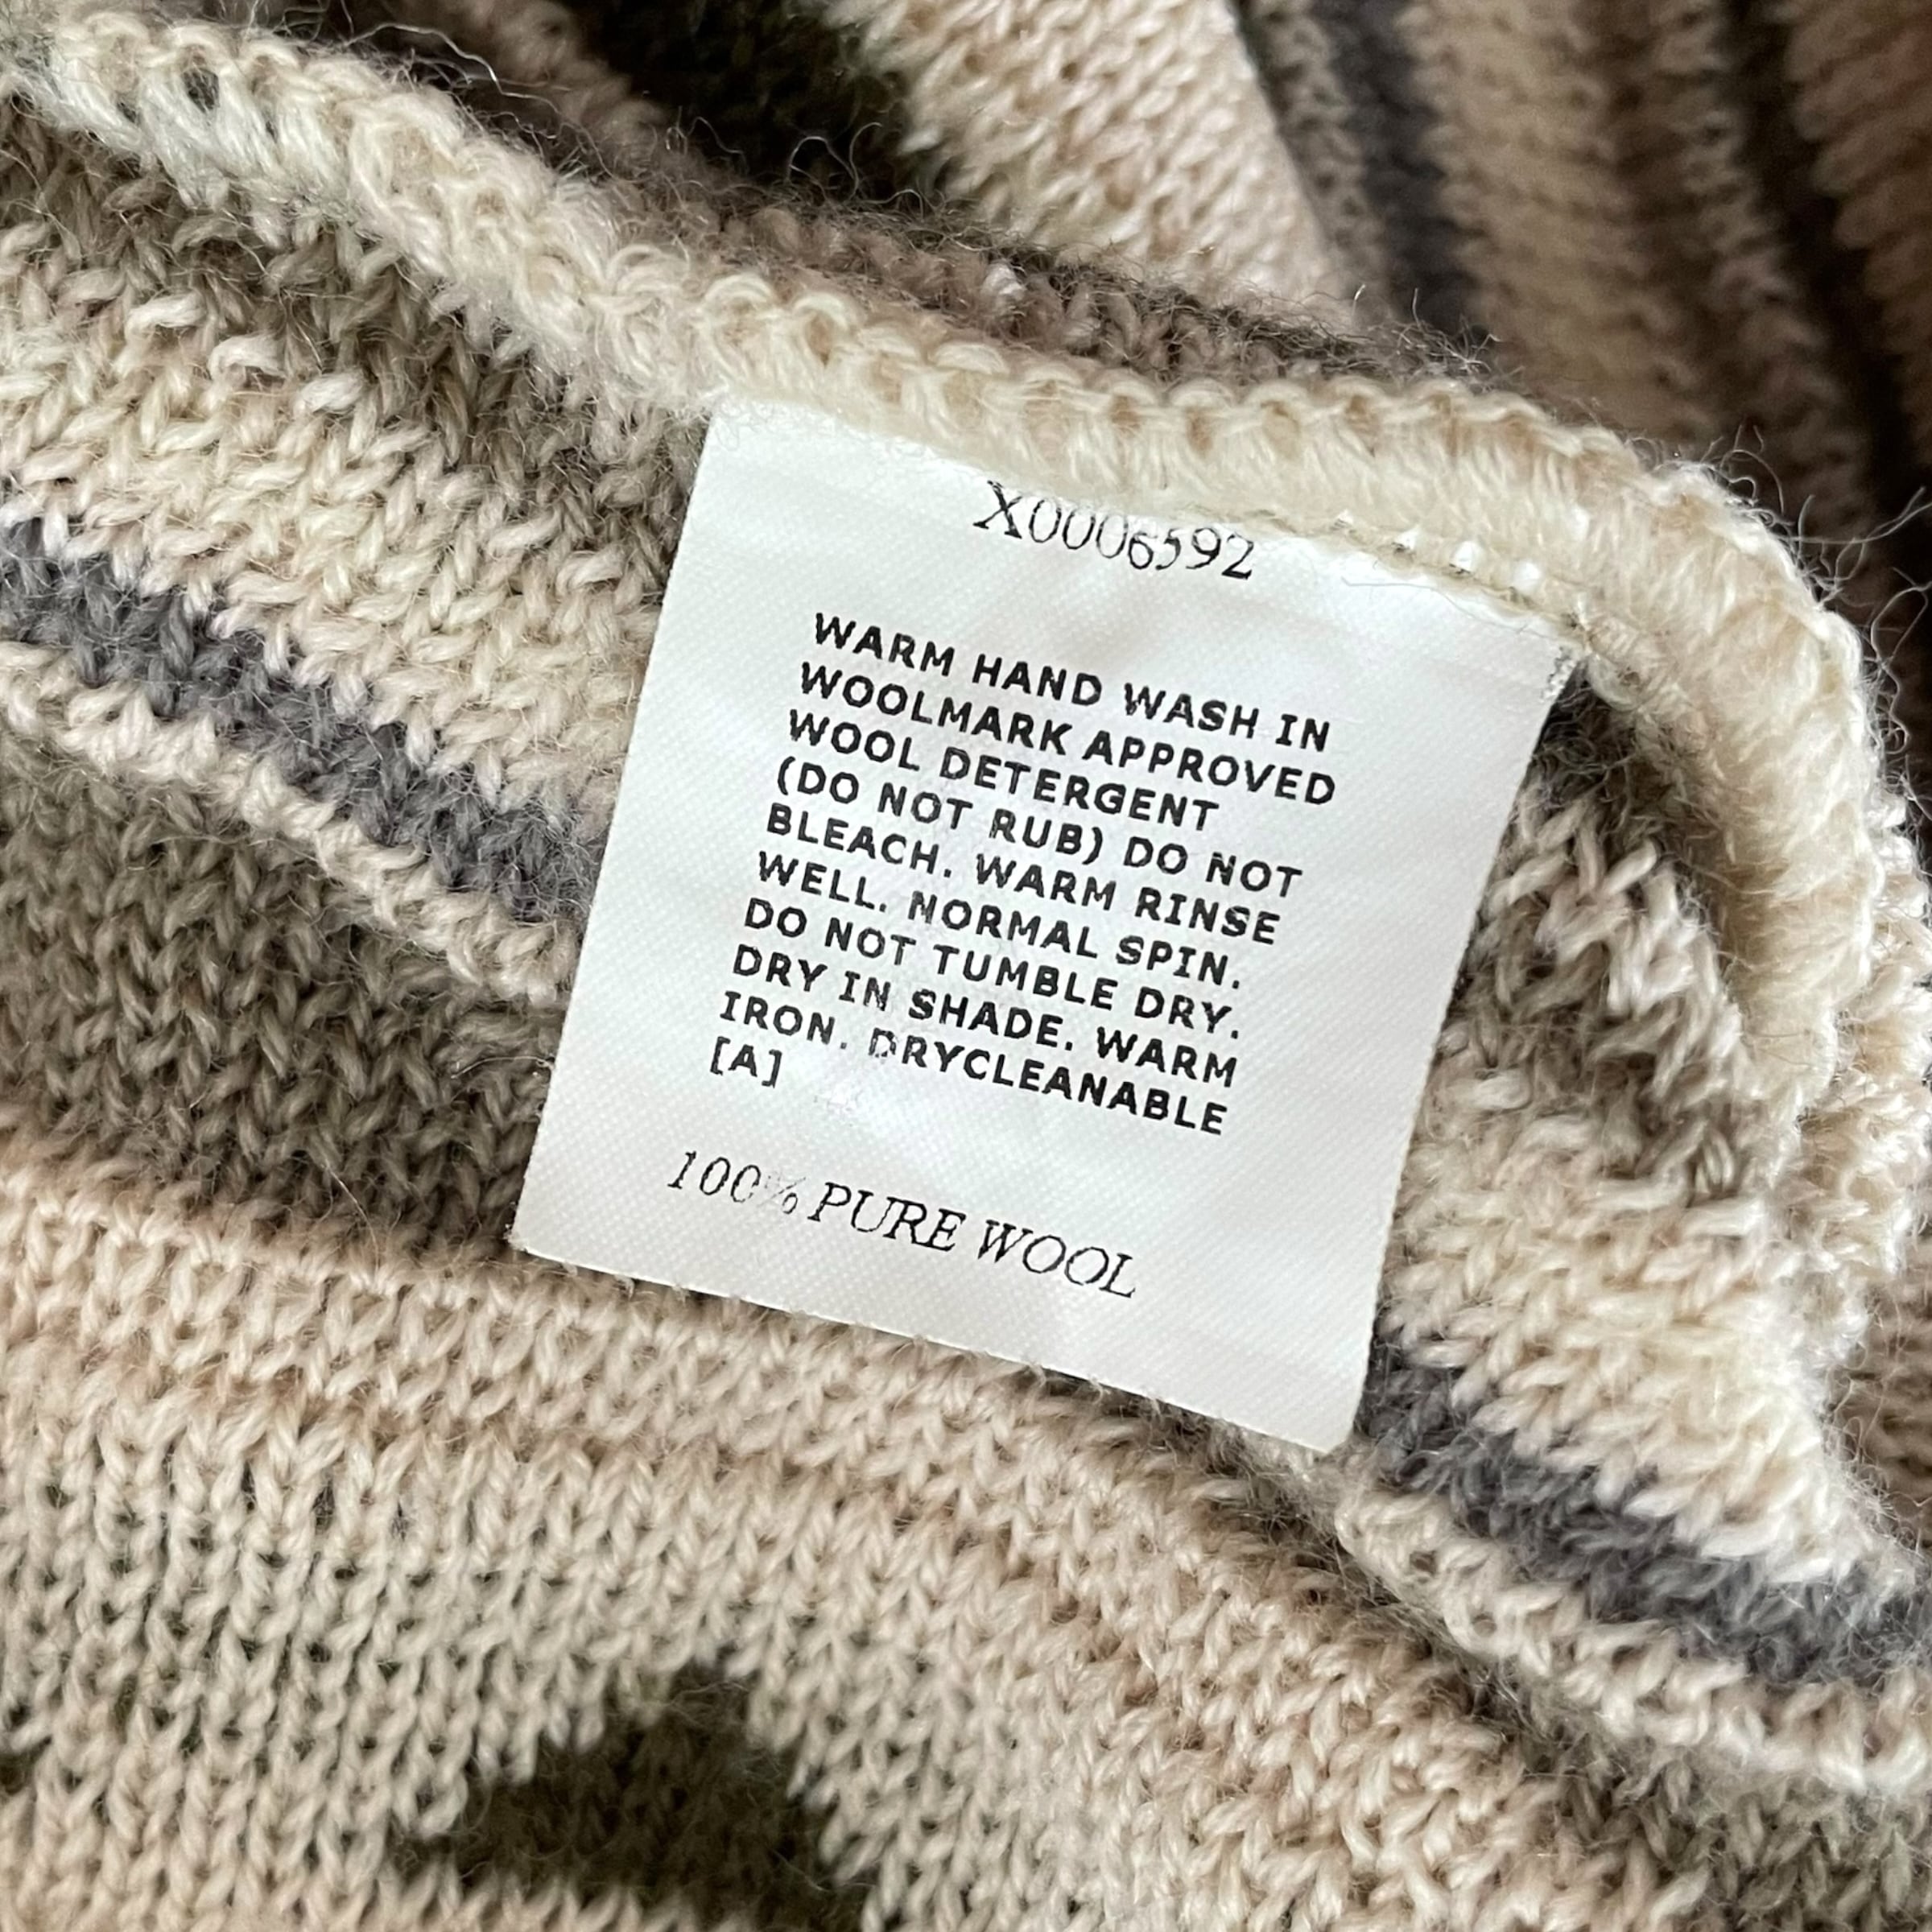 X0006592
WARM HAND WASH IN
WOOLMARK APPROVED
WOOL DETERGENT
(DO NOT RUB) DO NOT
BLEACH. WARM RINSE
WELL. NORMAL SPIN.
DO NOT TUMBLE DRY.
DRY IN SHADE. WARM
IRON. DRYCLEANABLE
[A]
100% PURE WOOL